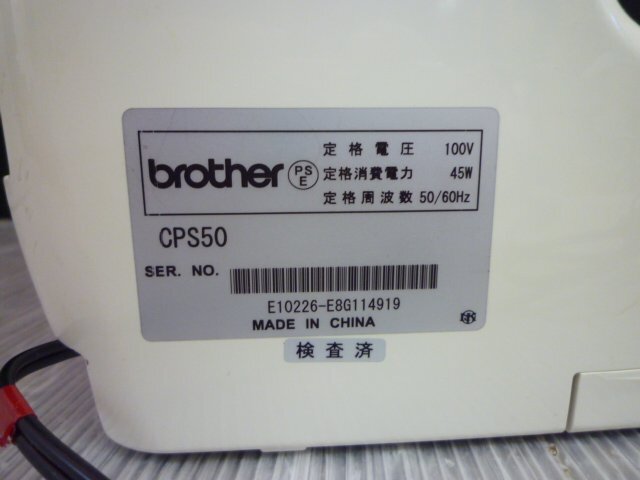 brother
PS
E
定格電圧 100V
定格消費電力 45W
定格周波数 50/60Hz
CPS50
SER. NO.
E10226-E8G114919
MADE IN CHINA
検査済